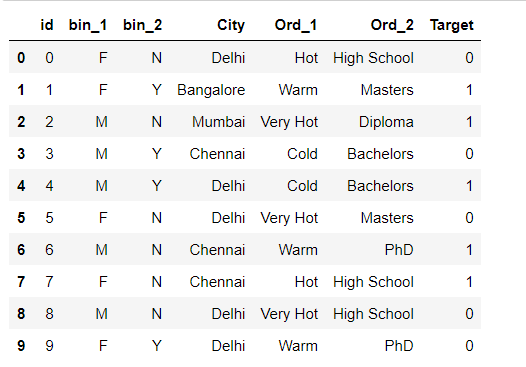 id bin_1 bin_2 City Ord_1 Ord_2 Target
0 0 F N Delhi Hot High School 0
1 1 F Y Bangalore Warm Masters 1
2 2 M N Mumbai Very Hot Diploma 1
3 3 M Y Chennai Cold Bachelors 0
4 4 M Y Delhi Cold Bachelors 1
5 5 F N Delhi Very Hot Masters 0
6 6 M N Chennai Warm PhD 1
7 7 F N Chennai Hot High School 1
8 8 M N Delhi Very Hot High School 0
9 9 F Y Delhi Warm PhD 0